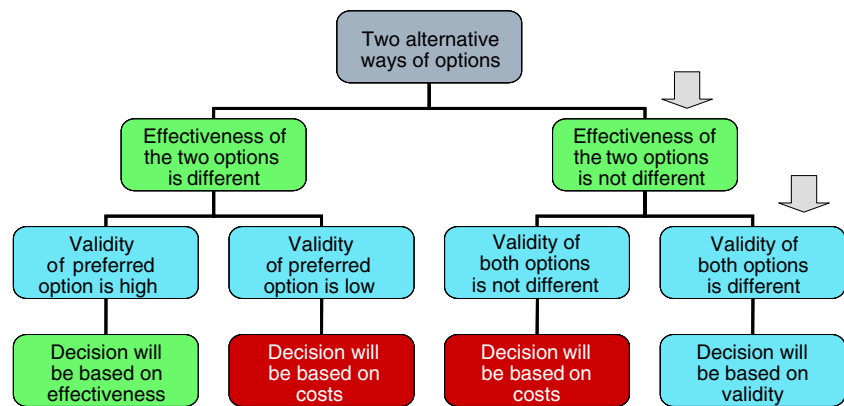 Two alternative
ways of options
Effectiveness of
the two options
is different
Effectiveness of
the two options
is not different
Validity
of preferred
option is high
Validity
of preferred
option is low
Validity of
both options
is not different
Validity of
both options
is different
Decision will
be based on
effectiveness
Decision will
be based on
costs
Decision will
be based on
costs
Decision will
be based on
validity